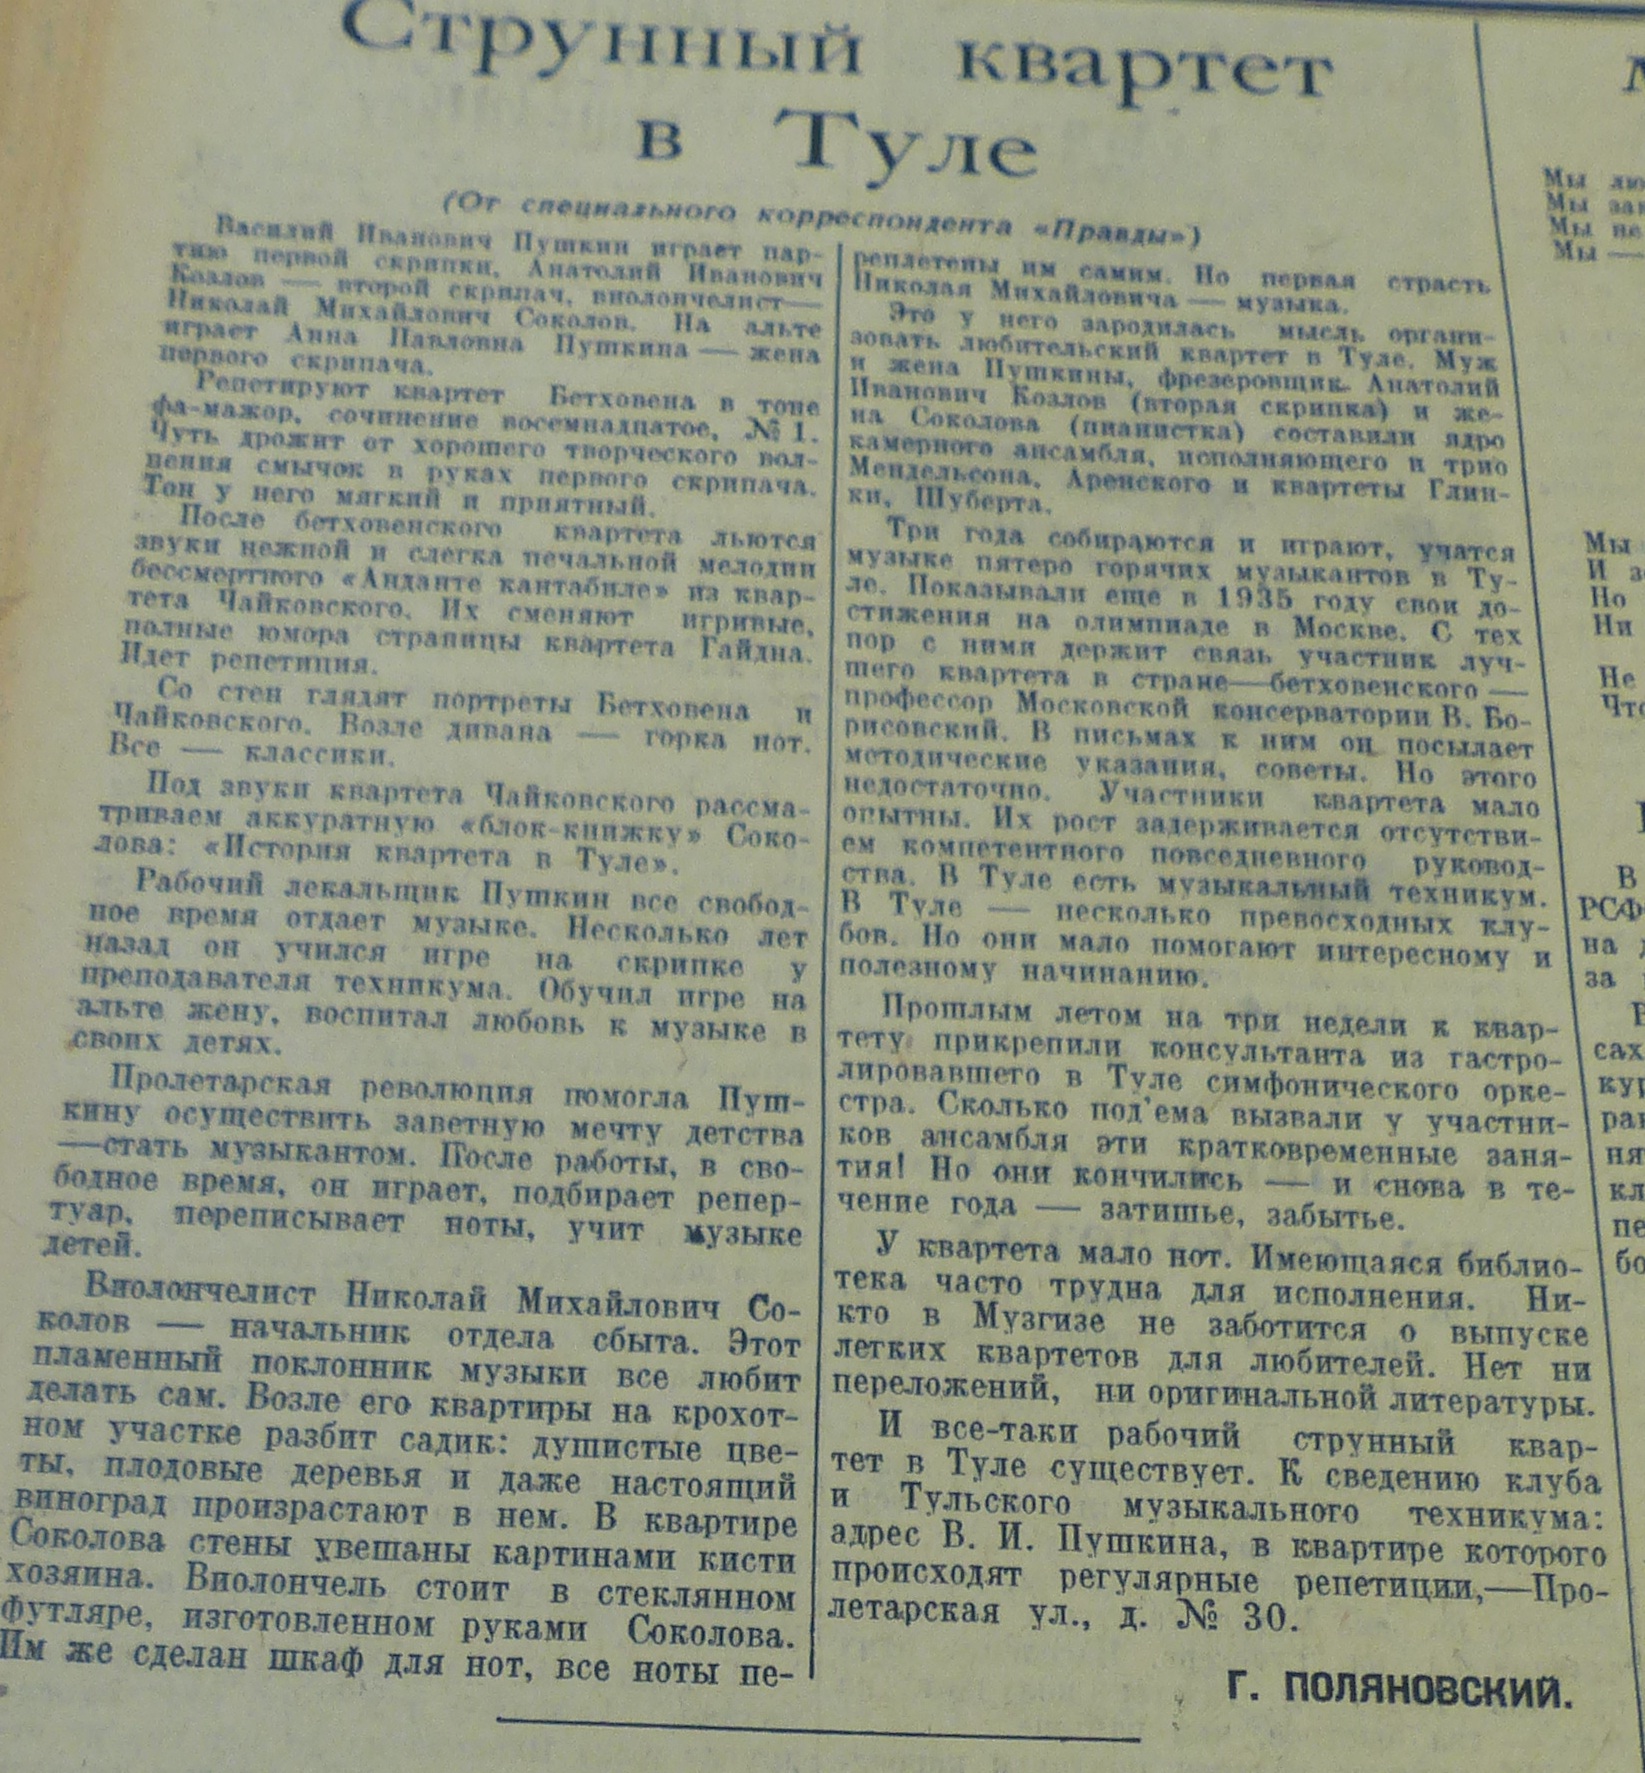 Струнный квартет
в Туле
(От специального корреспондента «Правды»)
Василий Иванович Пушкин играет пар-
тию первой скрипки, Анатолий Иванович
Козлов — второй скрипач, виолончелист—
Николай Михайлович Соколов. На альте
играет Анна Павловна Пушкина — жена
первого скрипача.
Репетируют квартет Бетховена в тоне
фа-мажор, сочинение восемнадцатое, № 1.
Чуть дрожит от хорошего творческого вол-
нения смычок в руках первого скрипача.
Тон у него мягкий и приятный.
После бетховенского квартета льются
звуки нежной и слегка печальной мелодии
бессмертного «Анданте кантабиле» из квар-
тета Чайковского. Их сменяют игривые,
полные юмора страницы квартета Гайдна.
Идет репетиция.
Со стен глядят портреты Бетховена и
Чайковского. Возле дивана — горка нот.
Все — классики.
Под звуки квартета Чайковского рассма-
триваем аккуратную «блок-книжку» Соко-
лова: «История квартета в Туле».
Рабочий лекальщик Пушкин все свобод-
ное время отдает музыке. Несколько лет
назад он учился игре на скрипке у
преподавателя техникума. Обучил игре на
альте жену, воспитал любовь к музыке в
своих детях.
Пролетарская революция помогла Пуш-
кину осуществить заветную мечту детства
—стать музыкантом. После работы, в сво-
бодное время, он играет, подбирает репер-
туар, переписывает ноты, учит музыке
детей.
Виолончелист Николай Михайлович Со-
колов — начальник отдела сбыта. Этот
пламенный поклонник музыки все любит
делать сам. Возле его квартиры на крохот-
ном участке разбит садик: душистые цве-
ты, плодовые деревья и даже настоящий
виноград произрастают в нем. В квартире
Соколова стены увешаны картинами кисти
хозяина. Виолончель стоит в стеклянном
футляре, изготовленном руками Соколова.
Им же сделан шкаф для нот, все ноты пе-
реплетены им самим. Но первая страсть
Николая Михайловича — музыка.
Это у него зародилась мысль органи-
зовать любительский квартет в Туле. Муж
и жена Пушкины, фрезеровщик Анатолий
Иванович Козлов (вторая скрипка) и же-
на Соколова (пианистка) составили ядро
камерного ансамбля, исполняющего и трио
Мендельсона, Аренского и квартеты Глин-
ки, Шуберта.
Три года собираются и играют, учатся
музыке пятеро горячих музыкантов в Ту-
ле. Показывали еще в 1935 году свои до-
стижения на олимпиаде в Москве. С тех
пор с ними держит связь участник луч-
шего квартета в стране—бетховенского —
профессор Московской консерватории В. Бо-
рисовский. В письмах к ним он посылает
методические указания, советы. Но этого
недостаточно. Участники квартета мало
опытны. Их рост задерживается отсутстви-
ем компетентного повседневного руковод-
ства. В Туле есть музыкальный техникум.
В Туле — несколько превосходных клу-
бов. Но они мало помогают интересному и
полезному начинанию.
Прошлым летом на три недели к квар-
тету прикрепили консультанта из гастро-
лировавшего в Туле симфонического орке-
стра. Сколько под'ема вызвали у участни-
ков ансамбля эти кратковременные заня-
тия! Но они кончились — и снова в те-
чение года — затишье, забытье.
У квартета мало нот. Имеющаяся библио-
тека часто трудна для исполнения. Ни-
кто в Музгизе не заботится о выпуске
легких квартетов для любителей. Нет ни
переложений, ни оригинальной литературы.
И все-таки рабочий струнный квар-
тет в Туле существует. К сведению клуба
и Тульского музыкального техникума:
адрес В. И. Пушкина, в квартире которого
происходят регулярные репетиции,—Про-
летарская ул., д. № 30.
Г. ПОЛЯНОВСКИЙ.
Мы
Мы
Мы не
Мы —
Мы
И
Но
Ни
Не
В
РСФ
на
за